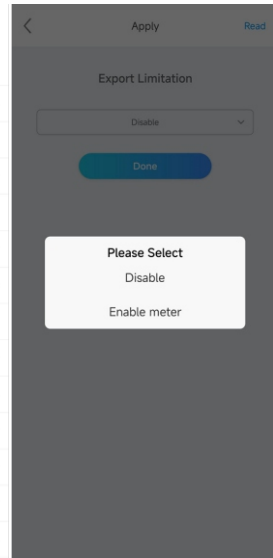 Apply
Read
Export Limitation
Disable
Done
Please Select
Disable
Enable meter